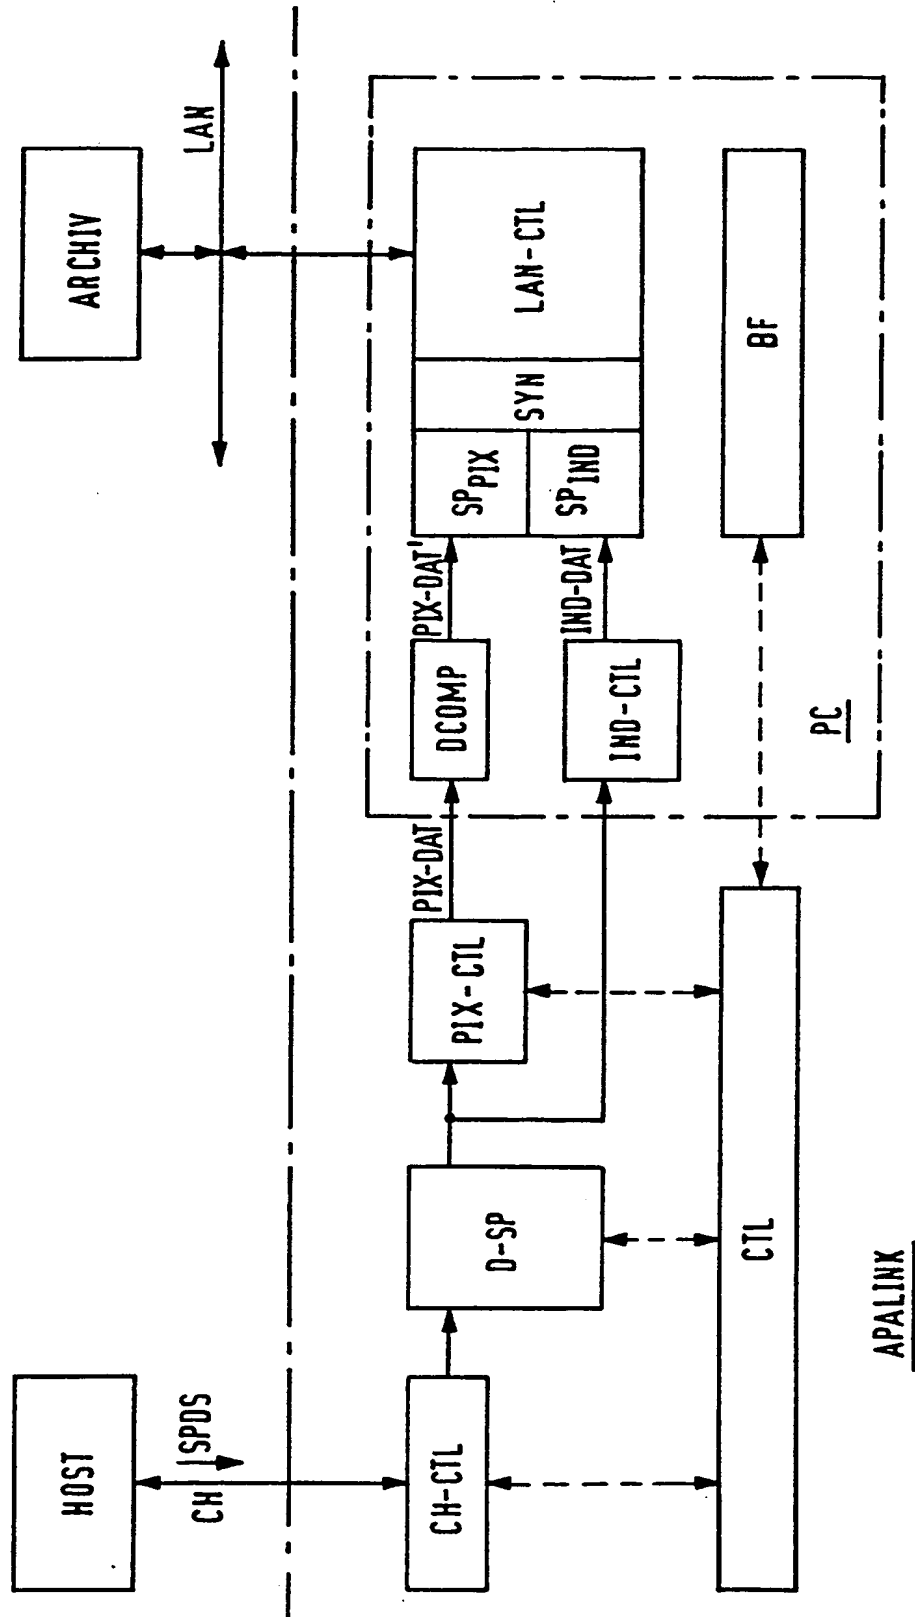 HOST
ARCHIV
CH
SPDS
LAN
CH-CTL
D-SP
PIX-CTL
PIX-DAT
DCOMP
PIX-DAT'
SPPIX
SYN
LAN-CTL
IND-CTL
IND-DAT
SPIND
CTL
BF
PC
APALINK